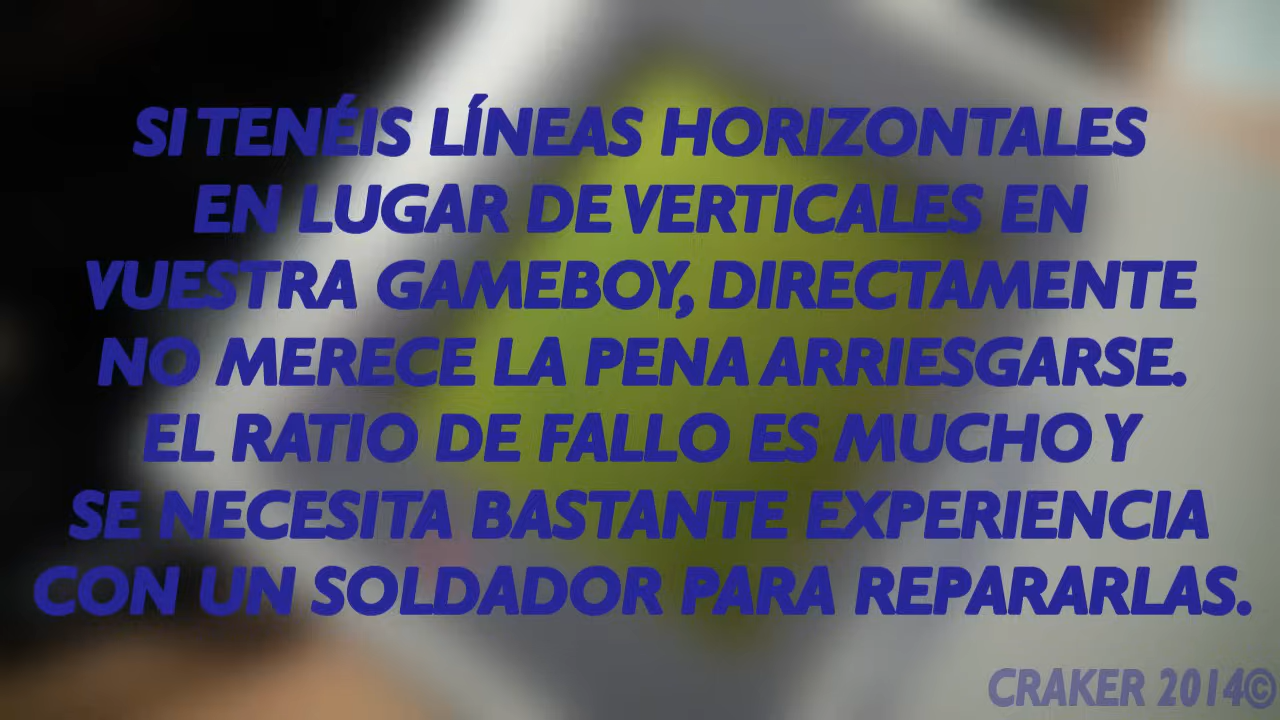 SI TENÉIS LÍNEAS HORIZONTALES
EN LUGAR DE VERTICALES EN
VUESTRA GAMEBOY, DIRECTAMENTE
NO MERECE LA PENA ARRIESGARSE.
EL RATIO DE FALLO ES MUCHO Y
SE NECESITA BASTANTE EXPERIENCIA
CON UN SOLDADOR PARA REPARARLAS.
CRAKER 2014©